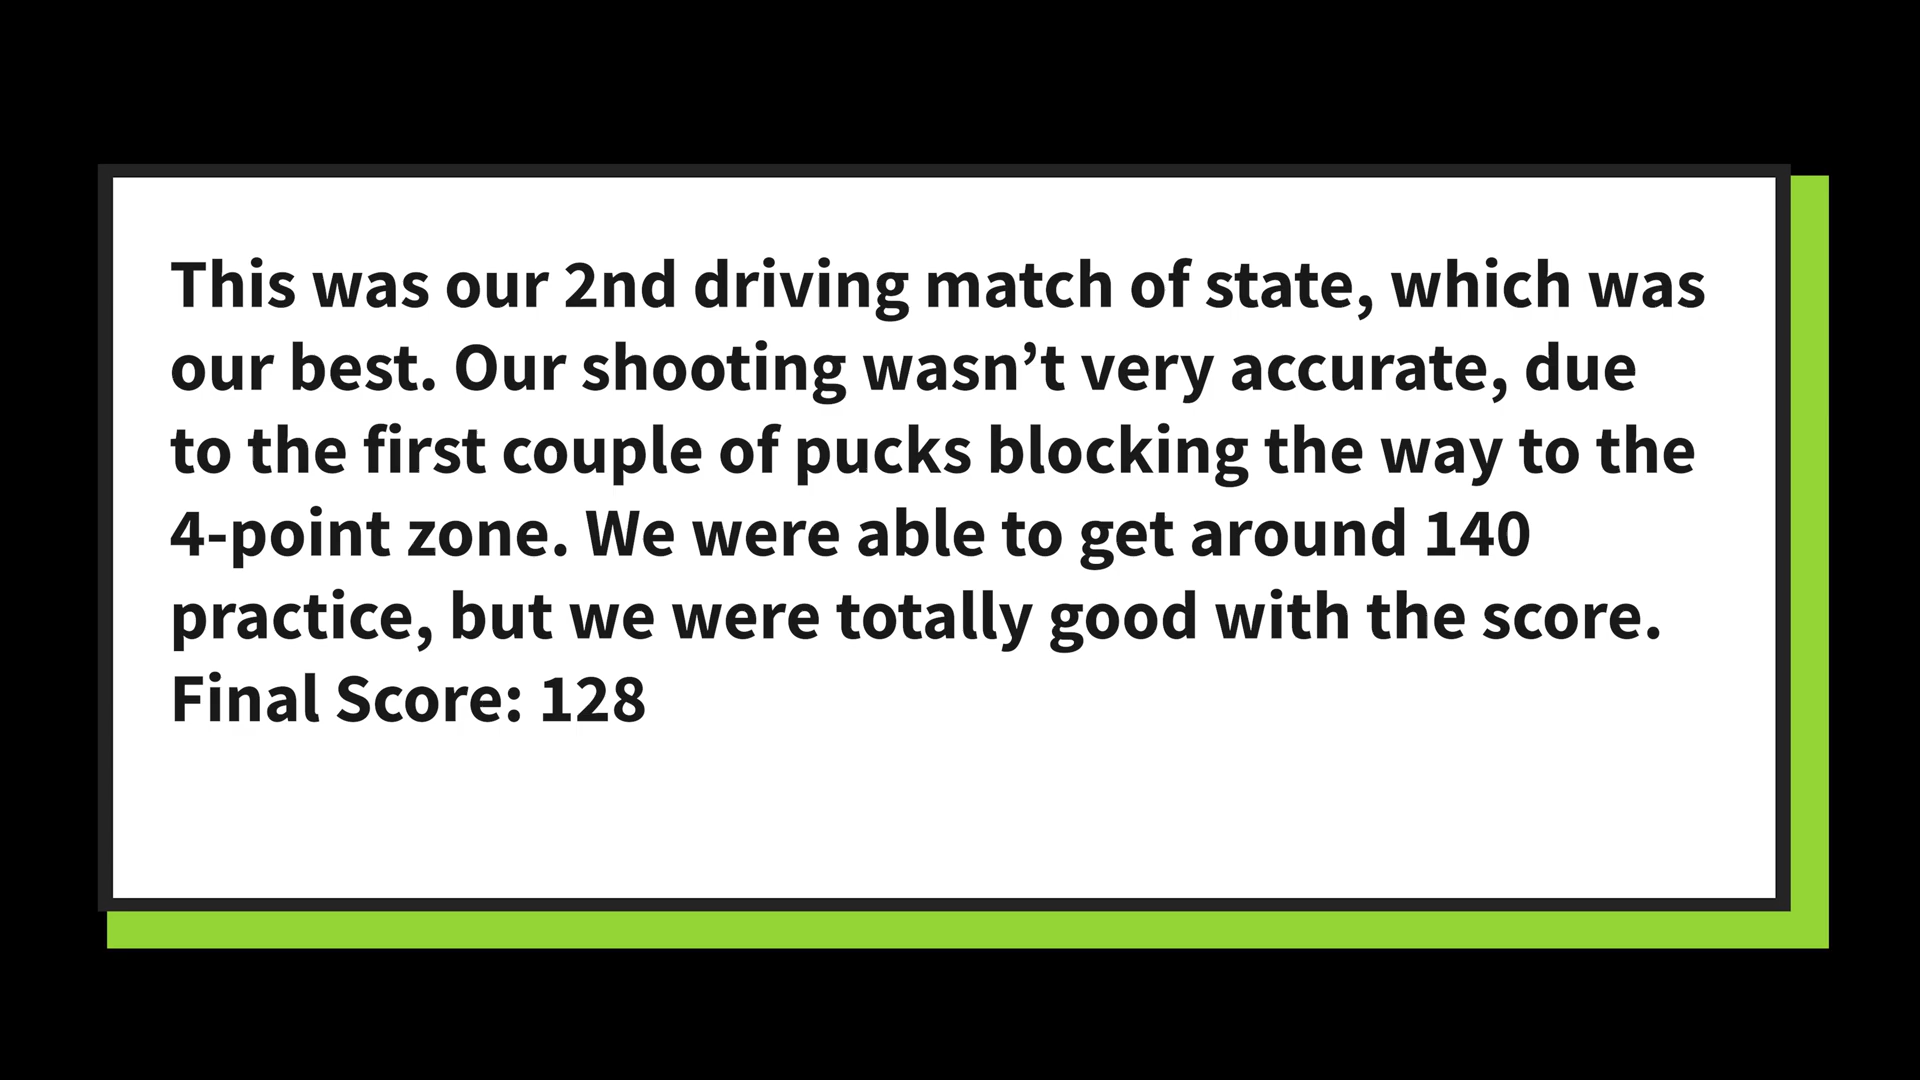 This was our 2nd driving match of state, which was
our best. Our shooting wasn’t very accurate, due
to the first couple of pucks blocking the way to the
4-point zone. We were able to get around 140
practice, but we were totally good with the score.
Final Score: 128